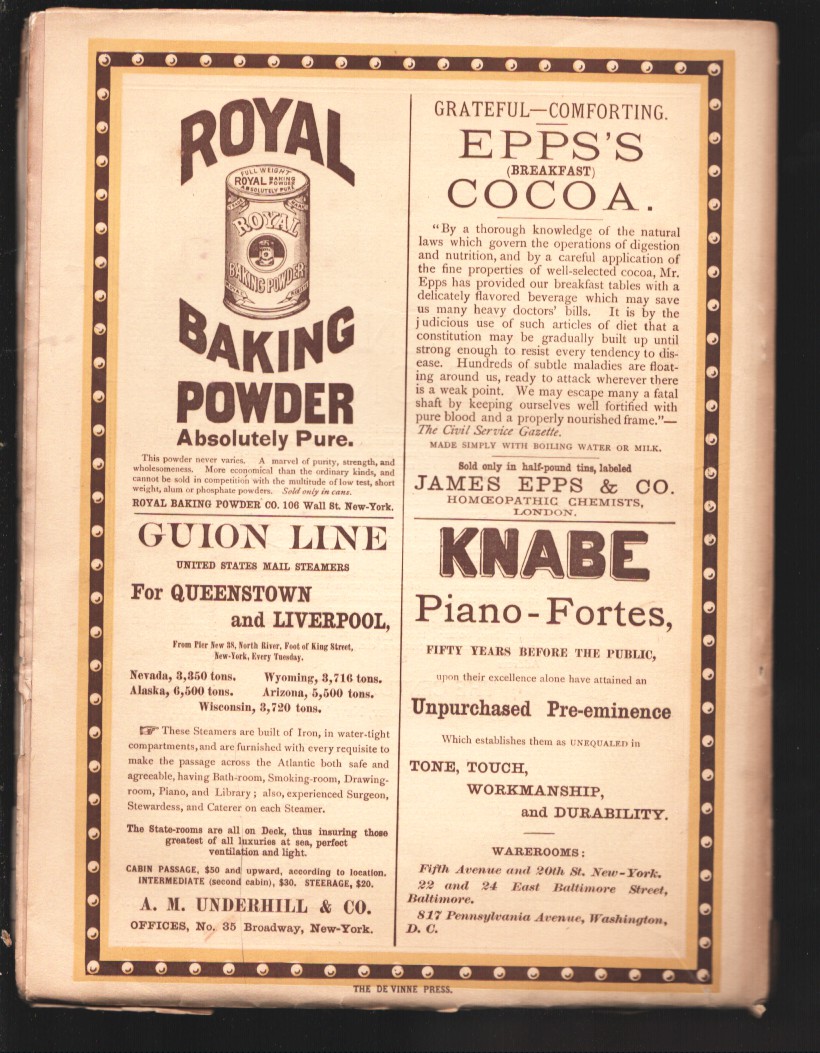 ROYAL
FULL WEIGHT
ROYAL BAKING POWDER
ABSOLUTELY PURE
ROYAL
BAKING POWDER
BAKING
POWDER
Absolutely Pure.
This powder never varies. A marvel of purity, strength, and
wholesomeness. More economical than the ordinary kinds, and
cannot be sold in competition with the multitude of low test, short
weight, alum or phosphate powders. Sold only in cans.
ROYAL BAKING POWDER CO. 106 Wall St. New-York.
GUION LINE
UNITED STATES MAIL STEAMERS
For QUEENSTOWN
and LIVERPOOL,
From Pier New 38, North River, Foot of King Street,
New-York, Every Tuesday.
Nevada, 3,350 tons. Wyoming, 3,716 tons.
Alaska, 6,500 tons. Arizona, 5,500 tons.
Wisconsin, 3,720 tons.
☞ These Steamers are built of Iron, in water-tight
compartments, and are furnished with every requisite to
make the passage across the Atlantic both safe and
agreeable, having Bath-room, Smoking-room, Drawing-
room, Piano, and Library; also, experienced Surgeon,
Stewardess, and Caterer on each Steamer.
The State-rooms are all on Deck, thus insuring those
greatest of all luxuries at sea, perfect
ventilation and light.
CABIN PASSAGE, $50 and upward, according to location.
INTERMEDIATE (second cabin), $30. STEERAGE, $20.
A. M. UNDERHILL & CO.
OFFICES, No. 35 Broadway, New-York.
GRATEFUL—COMFORTING.
EPPS'S
(BREAKFAST)
COCOA.
"By a thorough knowledge of the natural
laws which govern the operations of digestion
and nutrition, and by a careful application of
the fine properties of well-selected cocoa, Mr.
Epps has provided our breakfast tables with a
delicately flavored beverage which may save
us many heavy doctors' bills. It is by the
judicious use of such articles of diet that a
constitution may be gradually built up until
strong enough to resist every tendency to dis-
ease. Hundreds of subtle maladies are float-
ing around us, ready to attack wherever there
is a weak point. We may escape many a fatal
shaft by keeping ourselves well fortified with
pure blood and a properly nourished frame."—
The Civil Service Gazette.
MADE SIMPLY WITH BOILING WATER OR MILK.
Sold only in half-pound tins, labeled
JAMES EPPS & CO.
HOMŒOPATHIC CHEMISTS,
LONDON.
KNABE
Piano-Fortes,
FIFTY YEARS BEFORE THE PUBLIC,
upon their excellence alone have attained an
Unpurchased Pre-eminence
Which establishes them as UNEQUALED in
TONE, TOUCH,
WORKMANSHIP,
and DURABILITY.
WAREROOMS:
Fifth Avenue and 20th St. New-York.
22 and 24 East Baltimore Street,
Baltimore.
817 Pennsylvania Avenue, Washington,
D. C.
THE DE VINNE PRESS.